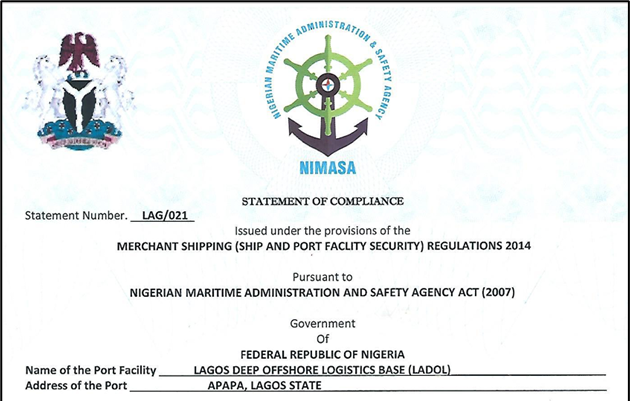 NIGERIAN MARITIME ADMINISTRATION & SAFETY AGENCY
NIMASA
STATEMENT OF COMPLIANCE
Statement Number. LAG/021
Issued under the provisions of the
MERCHANT SHIPPING (SHIP AND PORT FACLITY SECURITY) REGULATIONS 2014
Pursuant to
NIGERIAN MARITIME ADMINISTRATION AND SAFETY AGENCY ACT (2007)
Government
Of
FEDERAL REPUBLIC OF NIGERIA
Name of the Port Facility LAGOS DEEP OFFSHORE LOGISTICS BASE (LADOL)
Address of the Port APAPA, LAGOS STATE